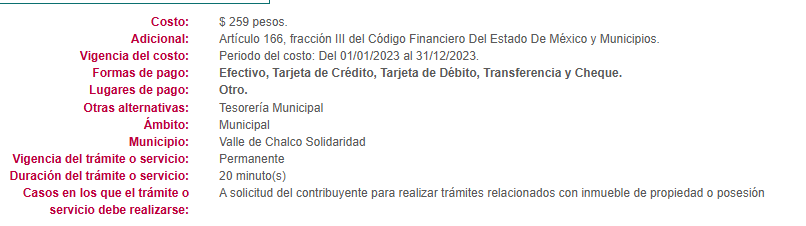 Costo: $ 259 pesos.
Adicional: Artículo 166, fracción III del Código Financiero Del Estado De México y Municipios.
Vigencia del costo: Periodo del costo: Del 01/01/2023 al 31/12/2023.
Formas de pago: Efectivo, Tarjeta de Crédito, Tarjeta de Débito, Transferencia y Cheque.
Lugares de pago: Otro.
Otras alternativas: Tesorería Municipal
Ámbito: Municipal
Municipio: Valle de Chalco Solidaridad
Vigencia del trámite o servicio: Permanente
Duración del trámite o servicio: 20 minuto(s)
Casos en los que el trámite o A solicitud del contribuyente para realizar trámites relacionados con inmueble de propiedad o posesión
servicio debe realizarse: